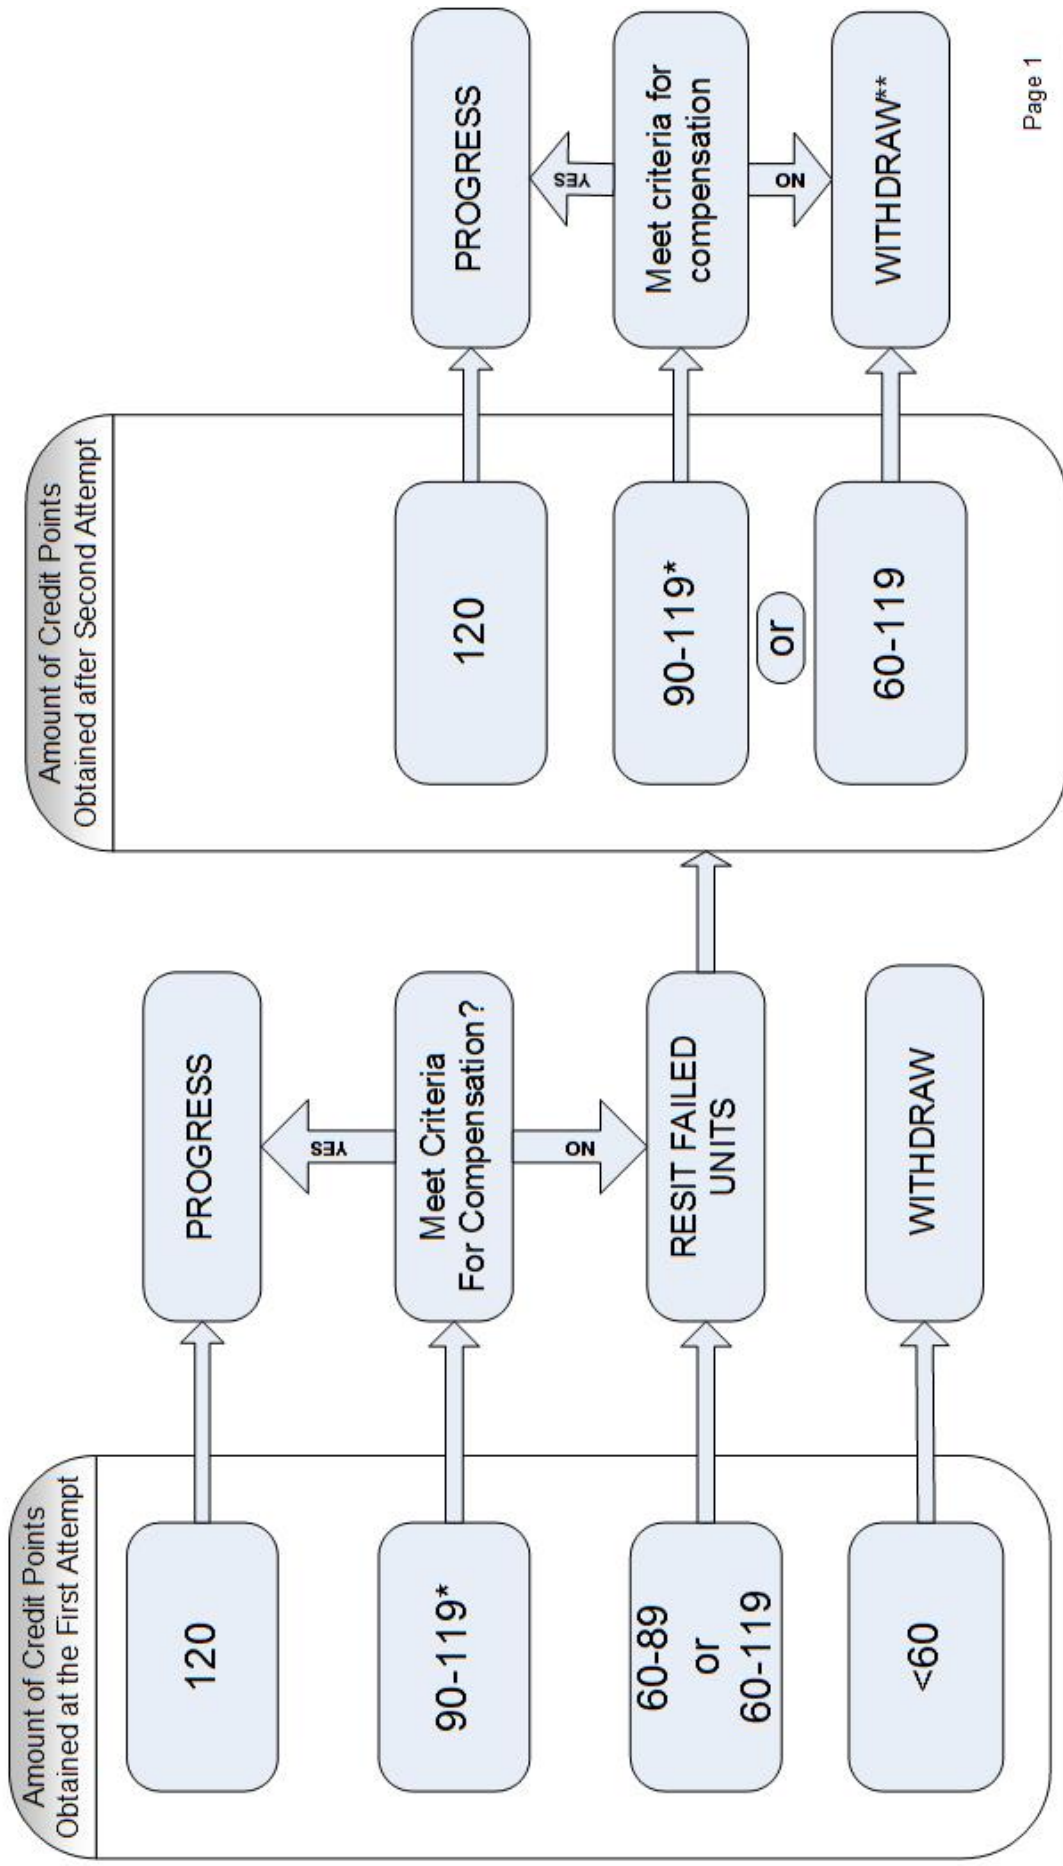 Amount of Credit Points
Obtained at the First Attempt
120
90-119*
60-89
or
60-119
<60
PROGRESS
YES
Meet Criteria
For Compensation?
NO
RESIT FAILED
UNITS
WITHDRAW
Amount of Credit Points
Obtained after Second Attempt
120
90-119*
or
60-119
PROGRESS
YES
Meet criteria for
compensation
NO
WITHDRAW**
Page 1